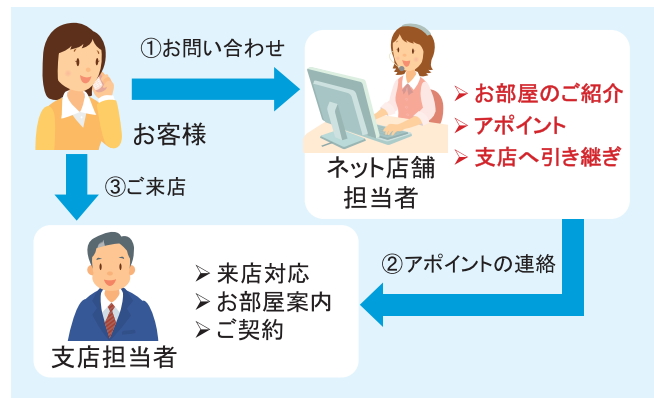 ①お問い合わせ
お客様
➢ お部屋のご紹介
➢ アポイント
➢ 支店へ引き継ぎ
ネット店舗
担当者
③ご来店
②アポイントの連絡
➢ 来店対応
➢ お部屋案内
➢ ご契約
支店担当者